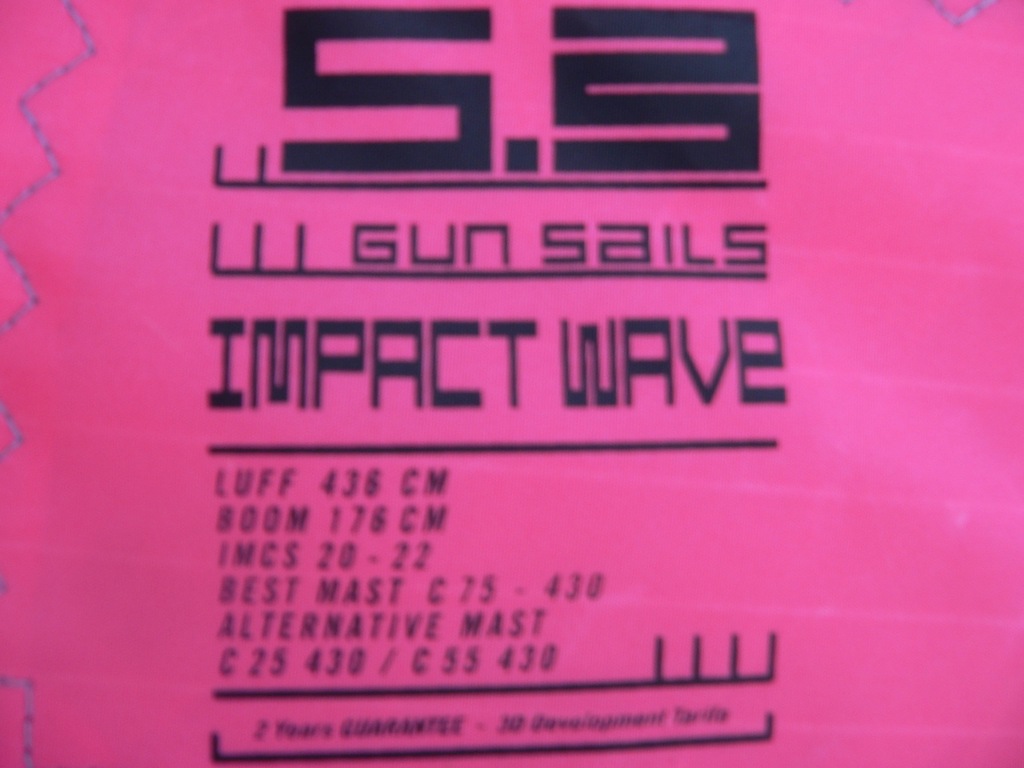 5.3
GUN SAILS
IMPACT WAVE
LUFF 436 CM
BOOM 176 CM
IMCS 20 - 22
BEST MAST C 75 - 430
ALTERNATIVE MAST
C 25 430 / C 55 430
2 Years GUARANTEE - 3D Development Tarifa